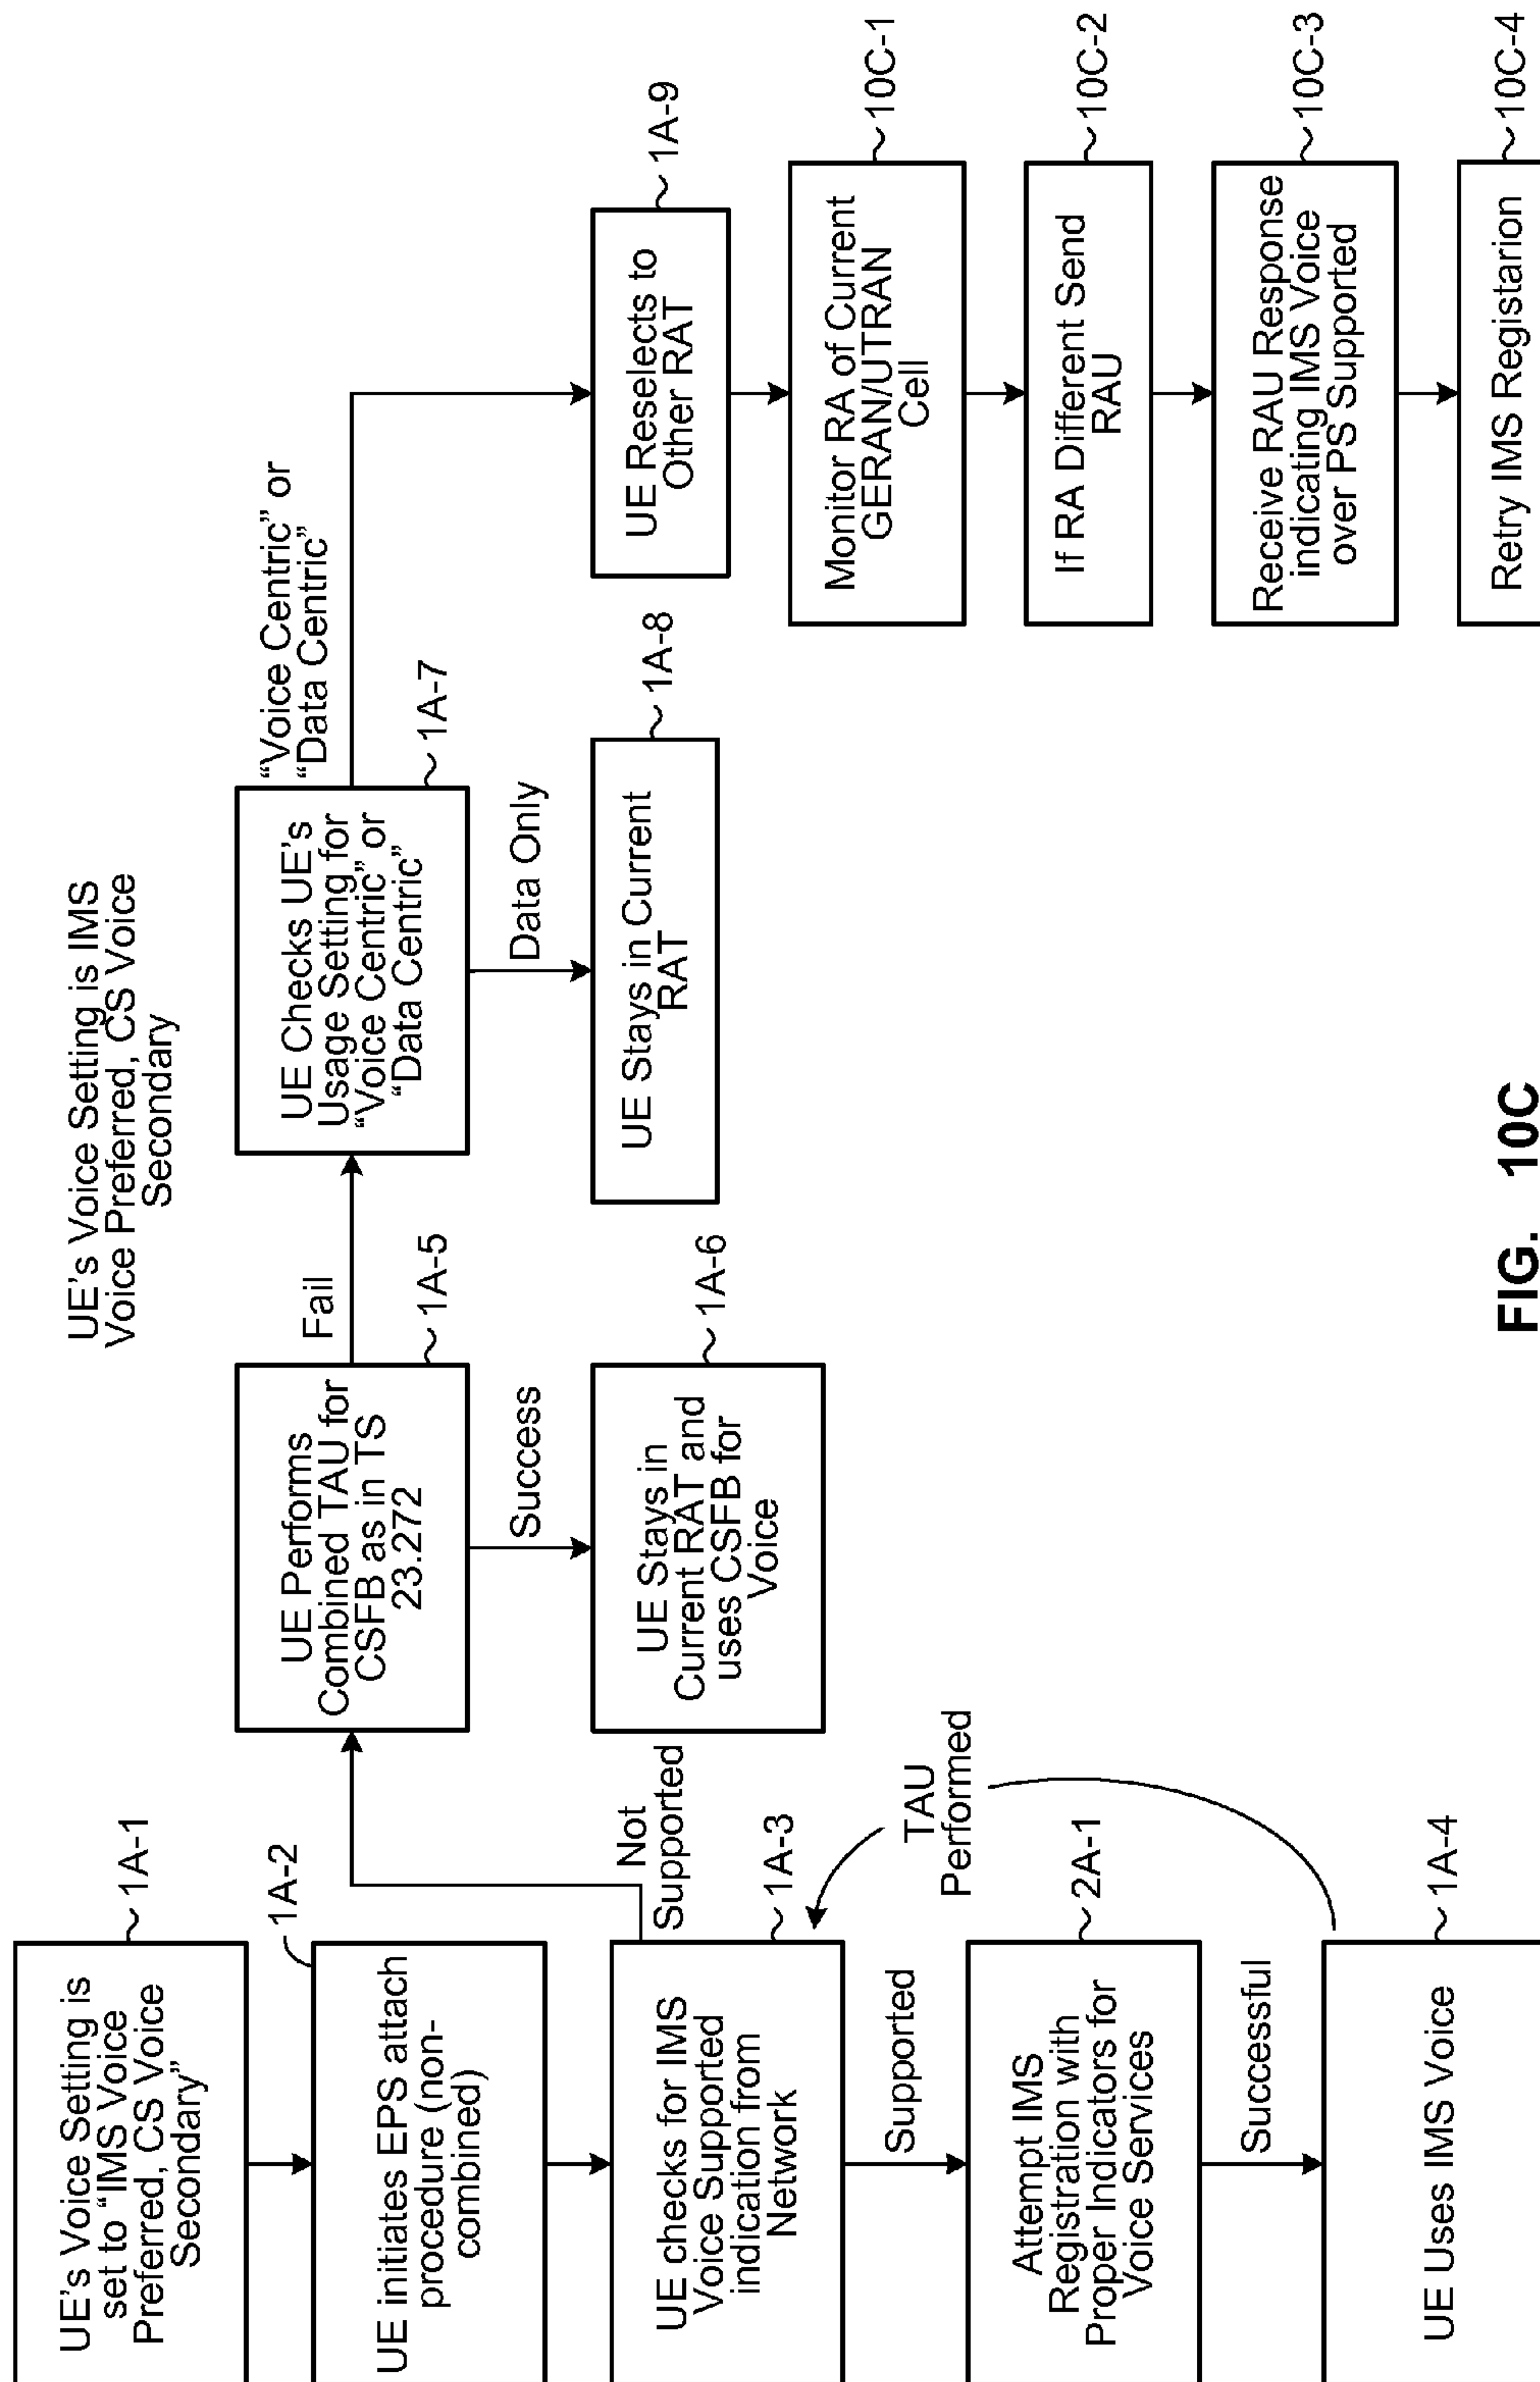 UE's Voice Setting is IMS
Voice Preferred, CS Voice
Secondary
UE's Voice Setting is
set to “IMS Voice
Preferred, CS Voice
Secondary”
1A-1
1A-2
UE initiates EPS attach
procedure (non-
combined)
UE checks for IMS
Voice Supported
indication from
Network
1A-3
Not
Supported
Supported
TAU
Performed
Attempt IMS
Registration with
Proper Indicators for
Voice Services
2A-1
Successful
UE Uses IMS Voice
1A-4
UE Performs
Combined TAU for
CSFB as in TS
23.272
1A-5
Success
Fail
UE Stays in
Current RAT and
uses CSFB for
Voice
1A-6
UE Checks UE's
Usage Setting for
“Voice Centric” or
“Data Centric”
1A-7
Data Only
“Voice Centric” or
“Data Centric”
UE Stays in Current
RAT
1A-8
UE Reselects to
Other RAT
1A-9
Monitor RA of Current
GERAN/UTRAN
Cell
10C-1
If RA Different Send
RAU
10C-2
Receive RAU Response
indicating IMS Voice
over PS Supported
10C-3
Retry IMS Registarion
10C-4
FIG. 10C